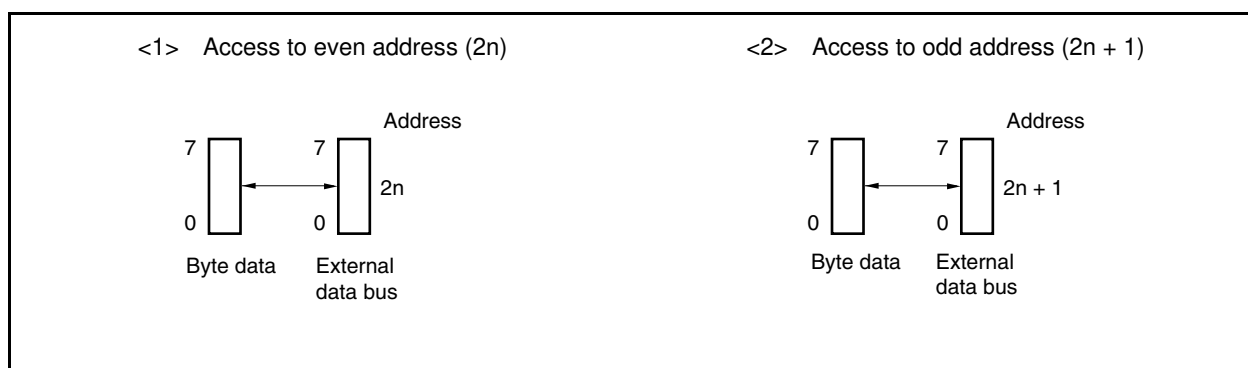 <1> Access to even address (2n)
Address
7 7
2n
0 0
Byte data External
data bus
<2> Access to odd address (2n + 1)
Address
7 7
2n + 1
0 0
Byte data External
data bus